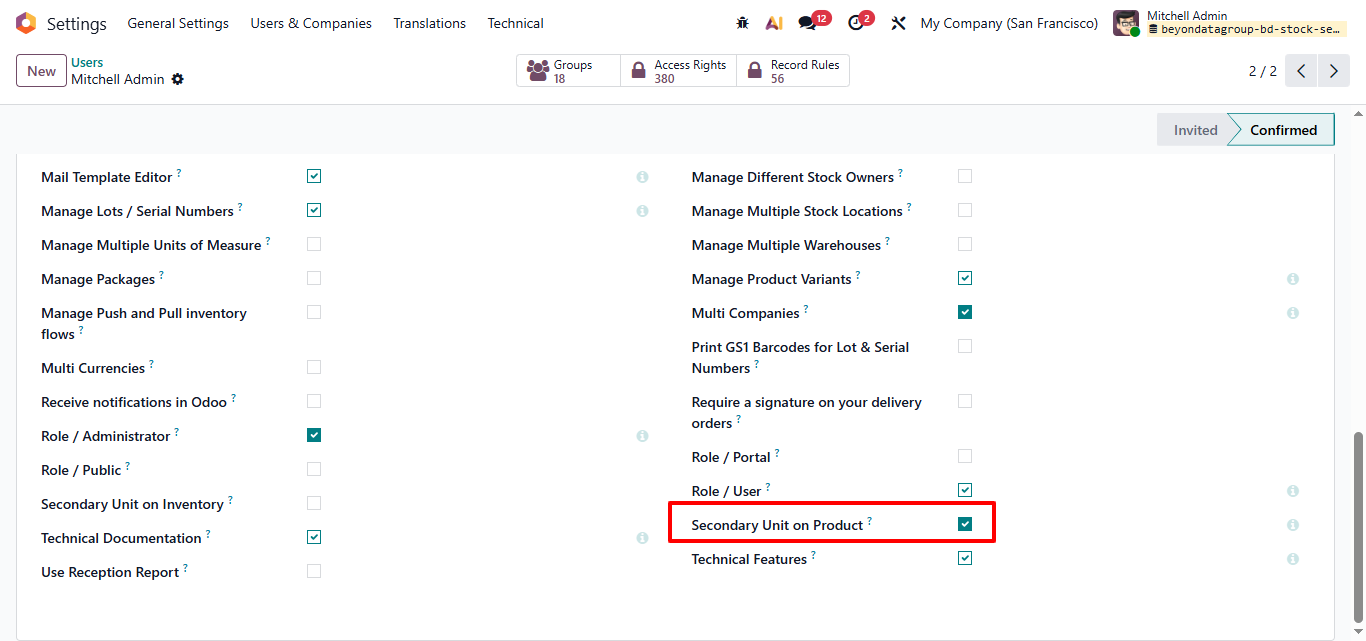 Settings General Settings Users & Companies Translations Technical AI 12 2 My Company (San Francisco) Mitchell Admin
beyondatagroup-bd-stock-se...
New Users Groups 18 Access Rights 380 Record Rules 56 2 / 2
Mitchell Admin
Invited Confirmed
Mail Template Editor ? Manage Different Stock Owners ?
Manage Lots / Serial Numbers ? Manage Multiple Stock Locations ?
Manage Multiple Units of Measure ? Manage Multiple Warehouses ?
Manage Packages ? Manage Product Variants ?
Manage Push and Pull inventory Multi Companies ?
flows ?
Print GS1 Barcodes for Lot & Serial
Multi Currencies ? Numbers ?
Receive notifications in Odoo ? Require a signature on your delivery
orders ?
Role / Administrator ?
Role / Portal ?
Role / Public ?
Role / User ?
Secondary Unit on Inventory ?
Secondary Unit on Product ?
Technical Documentation ?
Technical Features ?
Use Reception Report ?